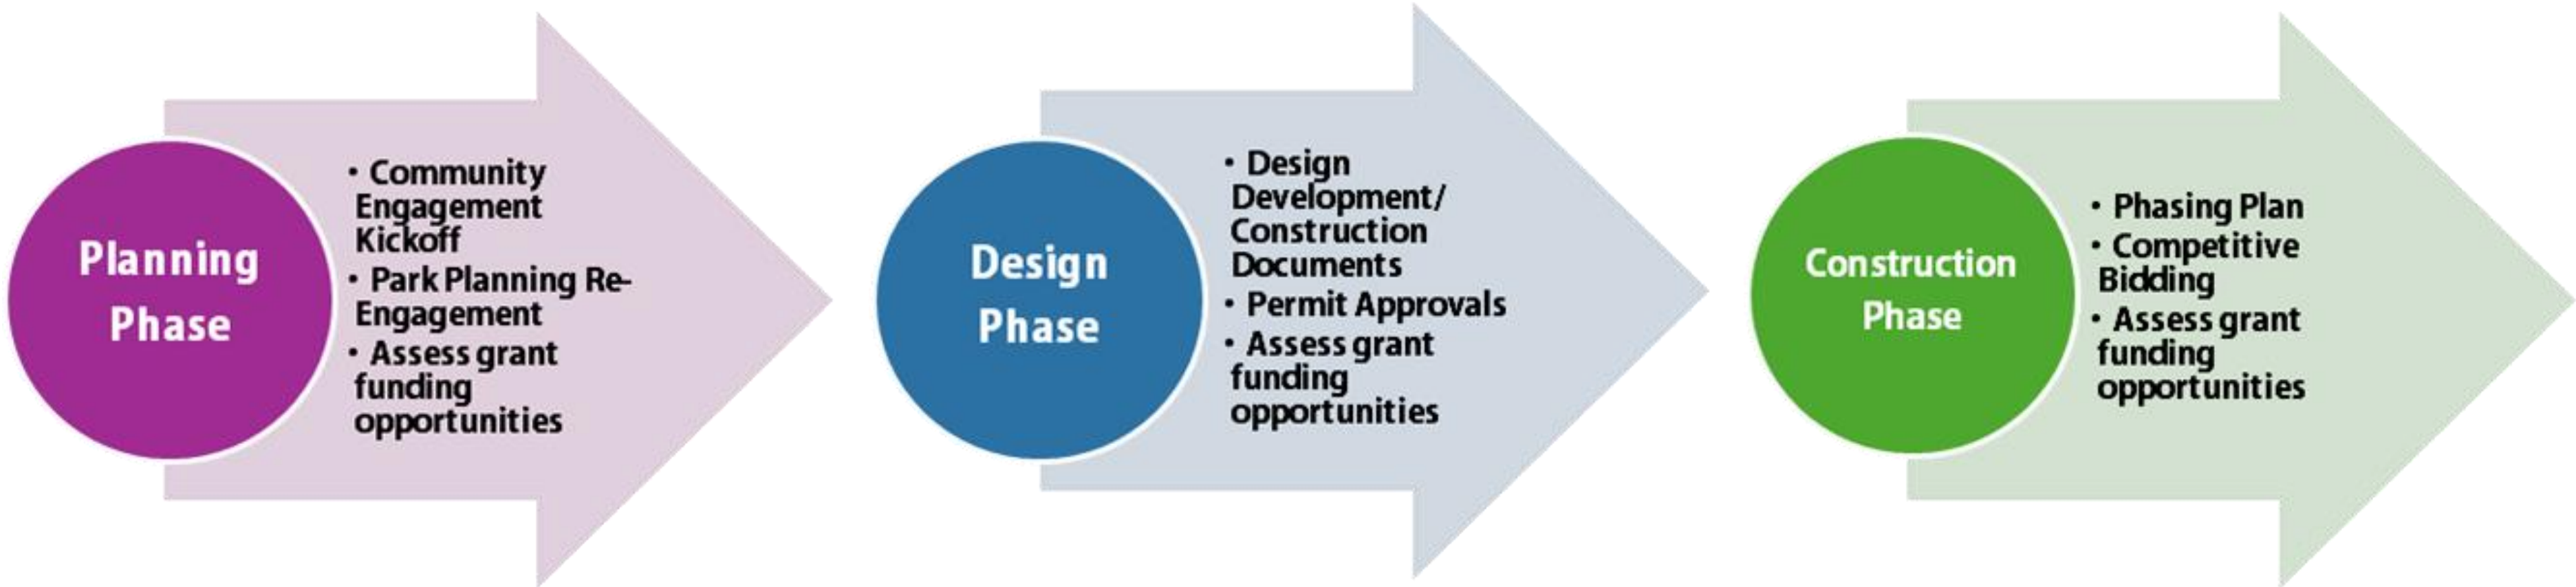 Planning
Phase
• Community
Engagement
Kickoff
• Park Planning Re-
Engagement
• Assess grant
funding
opportunities
Design
Phase
• Design
Development/
Construction
Documents
• Permit Approvals
• Assess grant
funding
opportunities
Construction
Phase
• Phasing Plan
• Competitive
Bidding
• Assess grant
funding
opportunities